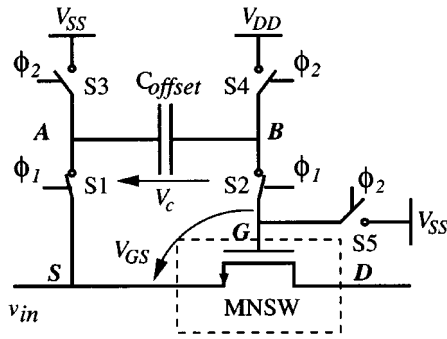 V_SS V_DD
ϕ_2 S3 C_offset S4 ϕ_2
A B
ϕ_1 S1 V_c S2 ϕ_1
ϕ_2
V_GS G S5 V_SS
S D
v_in MNSW